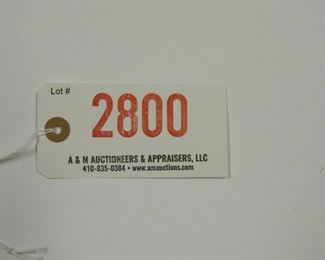 Lot #
2800
A & M AUCTIONEERS & APPRAISERS, LLC
410-835-0384 • www.amauctions.com